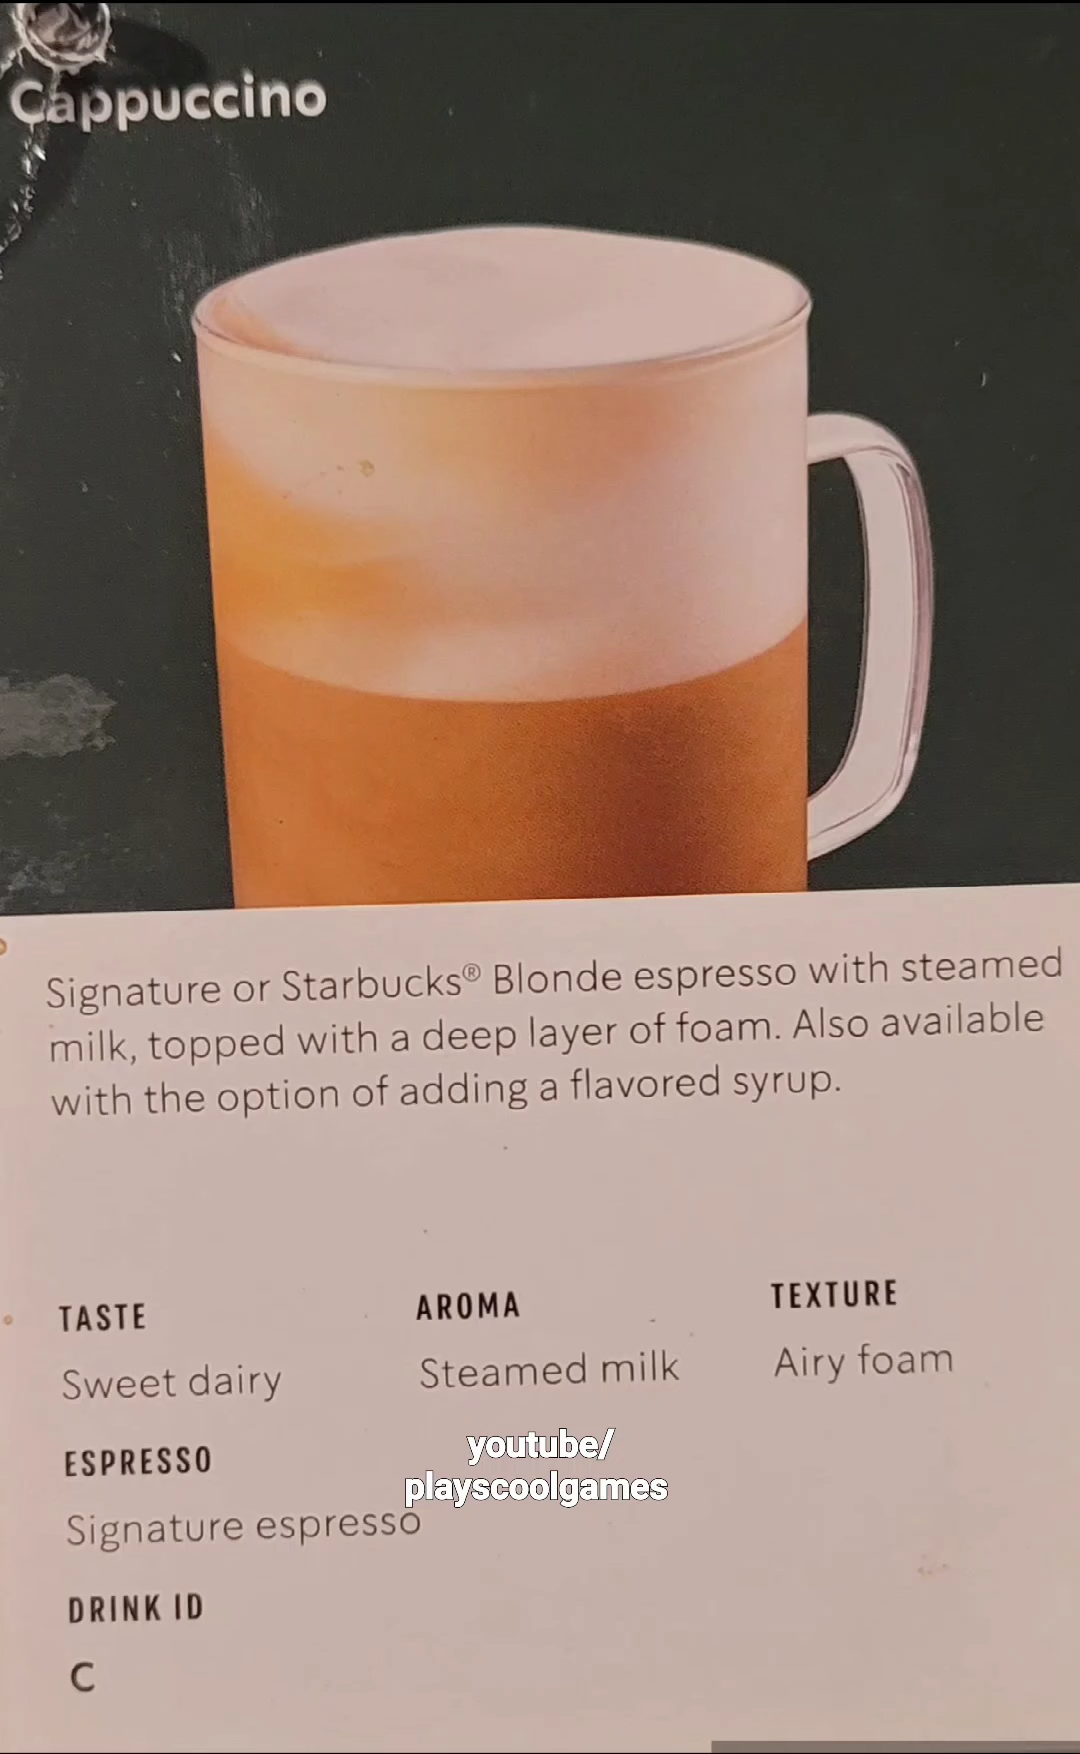 Cappuccino
Signature or Starbucks® Blonde espresso with steamed
milk, topped with a deep layer of foam. Also available
with the option of adding a flavored syrup.
TASTE
Sweet dairy
AROMA
Steamed milk
TEXTURE
Airy foam
youtube/
playscoolgames
ESPRESSO
Signature espresso
DRINK ID
C